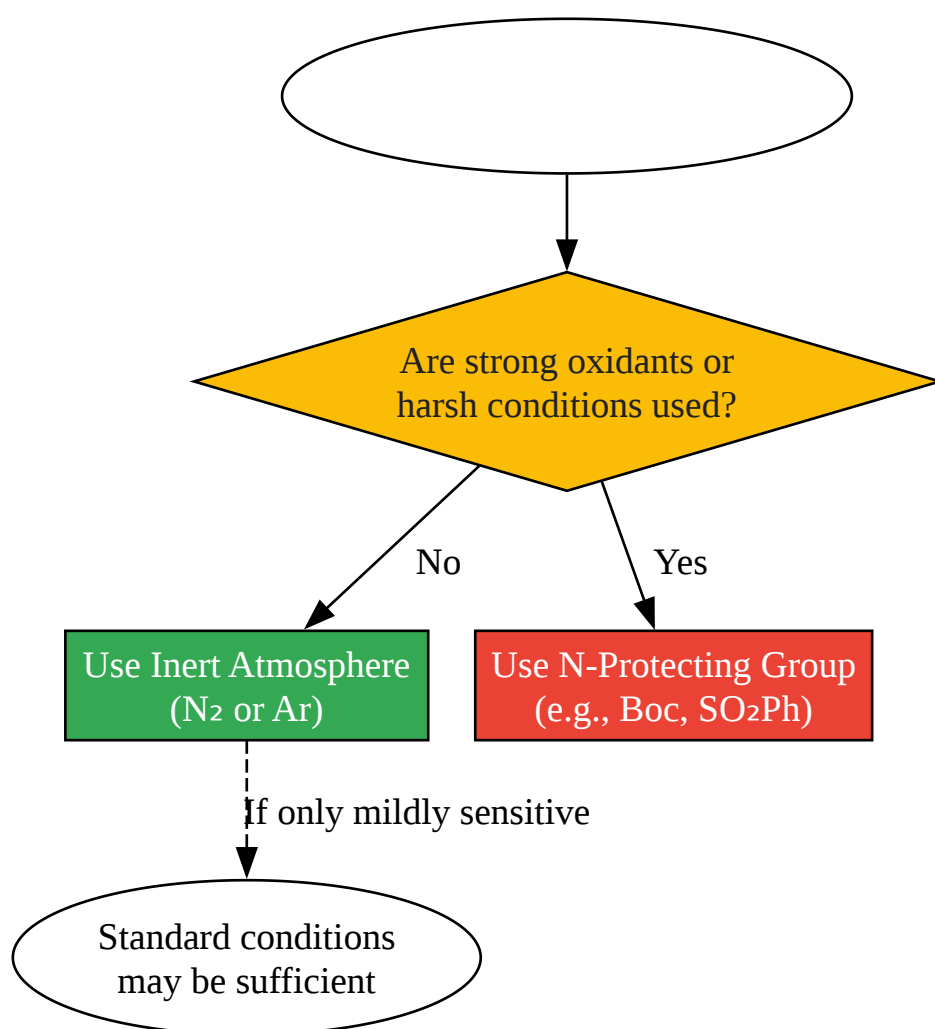 Are strong oxidants or
harsh conditions used?
No
Yes
Use Inert Atmosphere
(N₂ or Ar)
Use N-Protecting Group
(e.g., Boc, SO₂Ph)
If only mildly sensitive
Standard conditions
may be sufficient